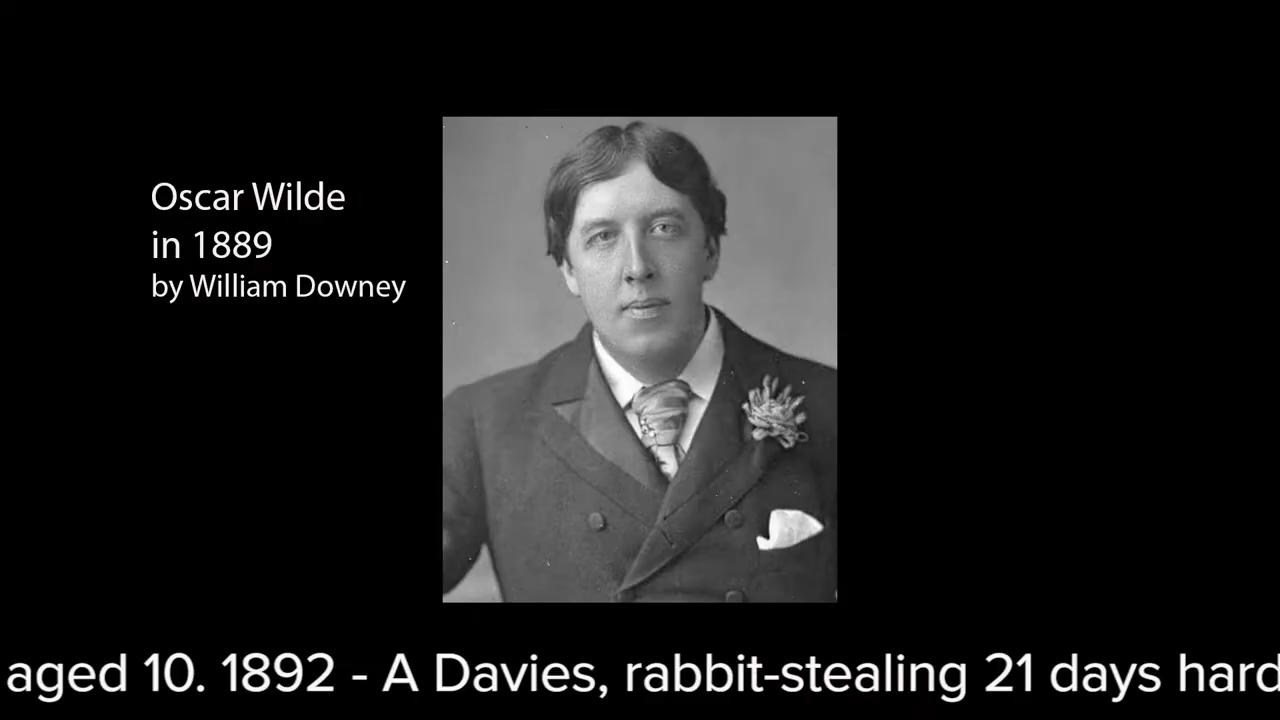 Oscar Wilde
in 1889
by William Downey
aged 10. 1892 - A Davies, rabbit-stealing 21 days hard